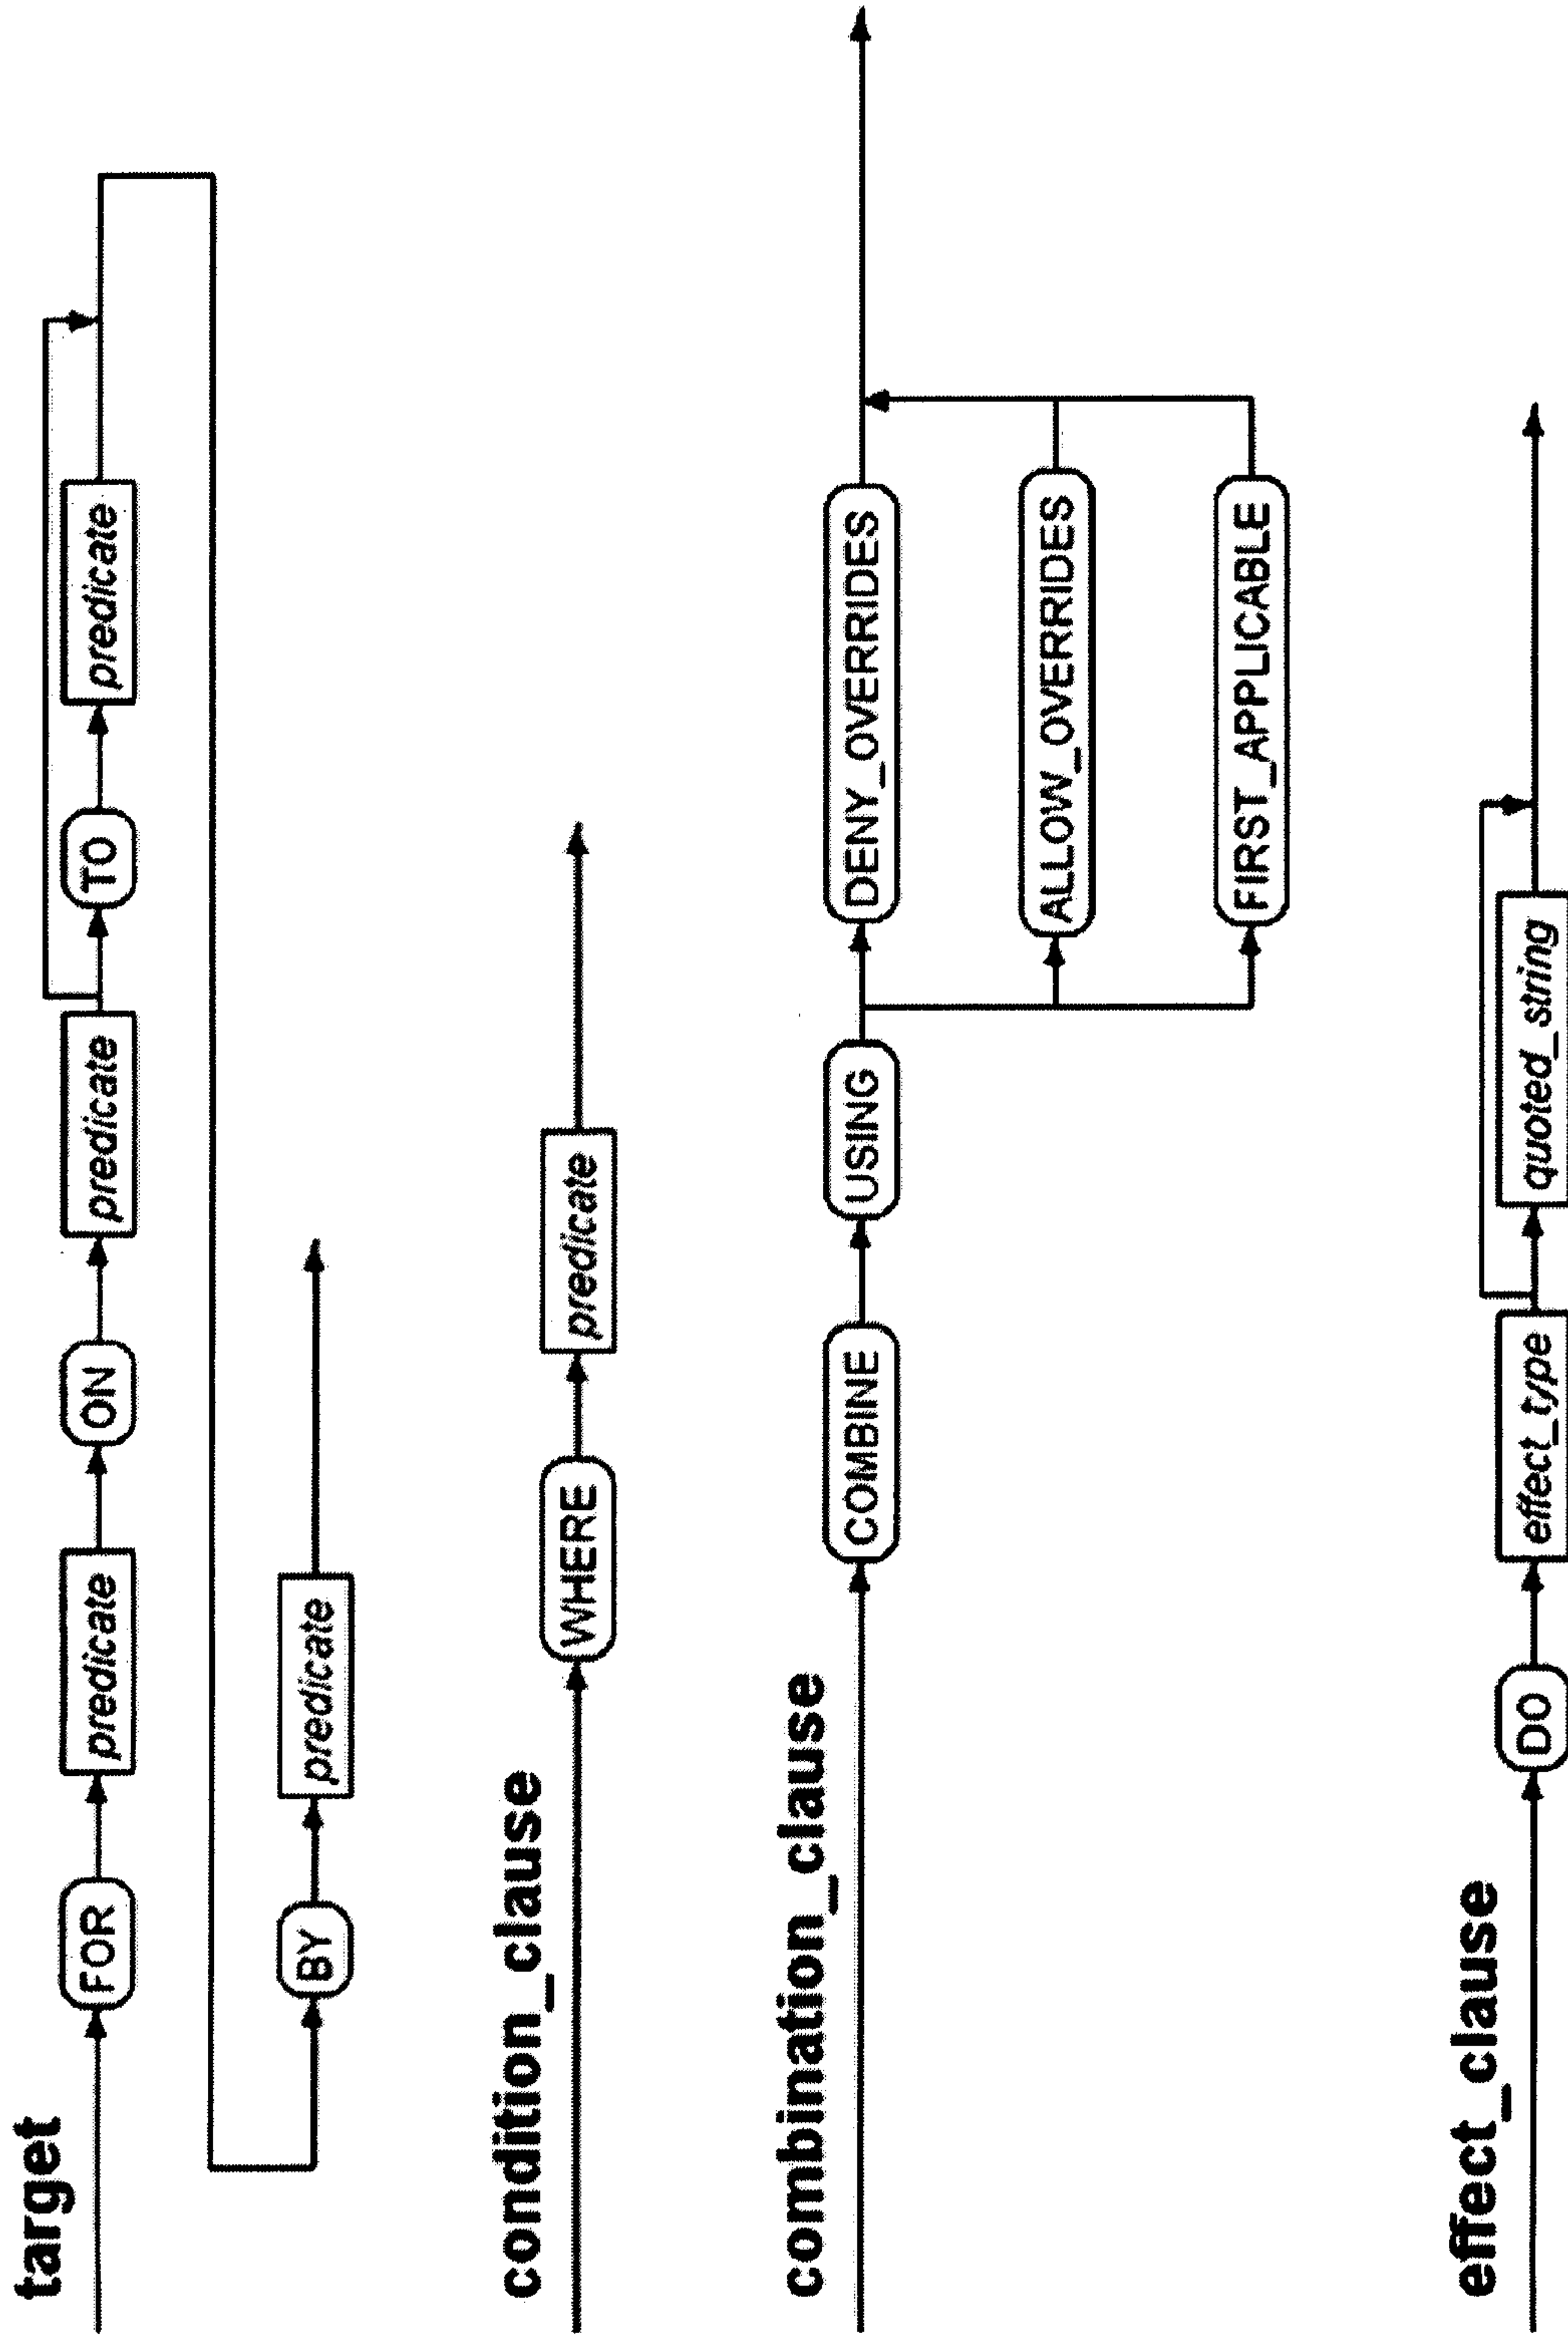 target
FOR predicate ON predicate TO predicate
BY predicate
condition_clause
WHERE predicate
combination_clause
COMBINE USING DENY_OVERRIDES
ALLOW_OVERRIDES
FIRST_APPLICABLE
effect_clause
DO effect_type quoted_string